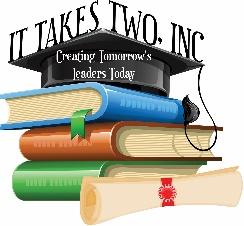 IT TAKES TWO, INC
Creating Tomorrow's
Leaders Today